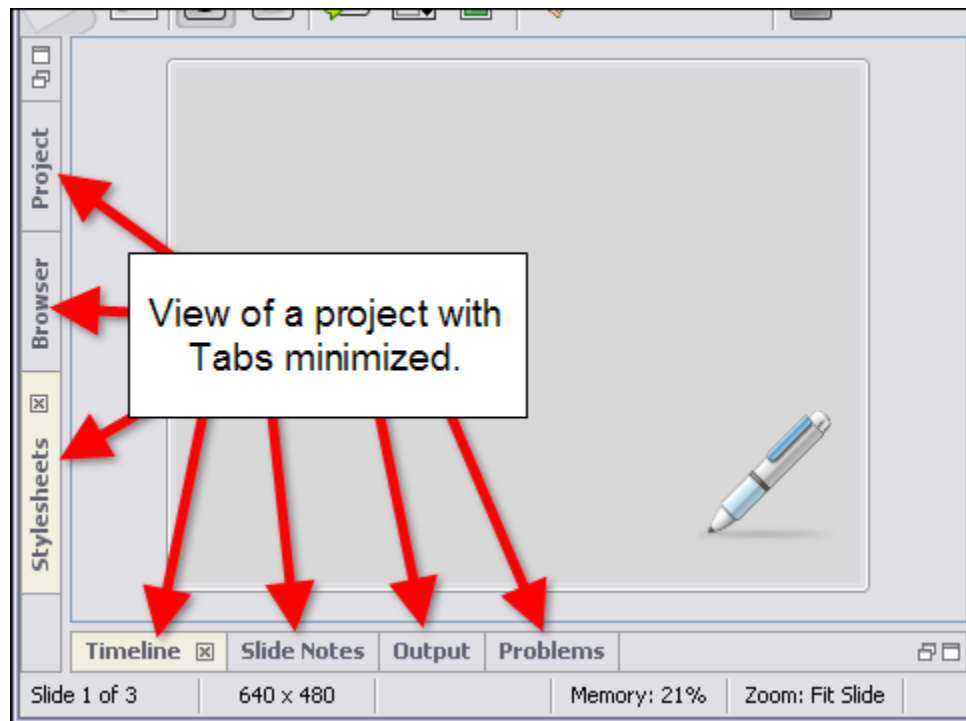 Project
Browser
Stylesheets
View of a project with
Tabs minimized.
Timeline Slide Notes Output Problems
Slide 1 of 3 640 x 480 Memory: 21% Zoom: Fit Slide